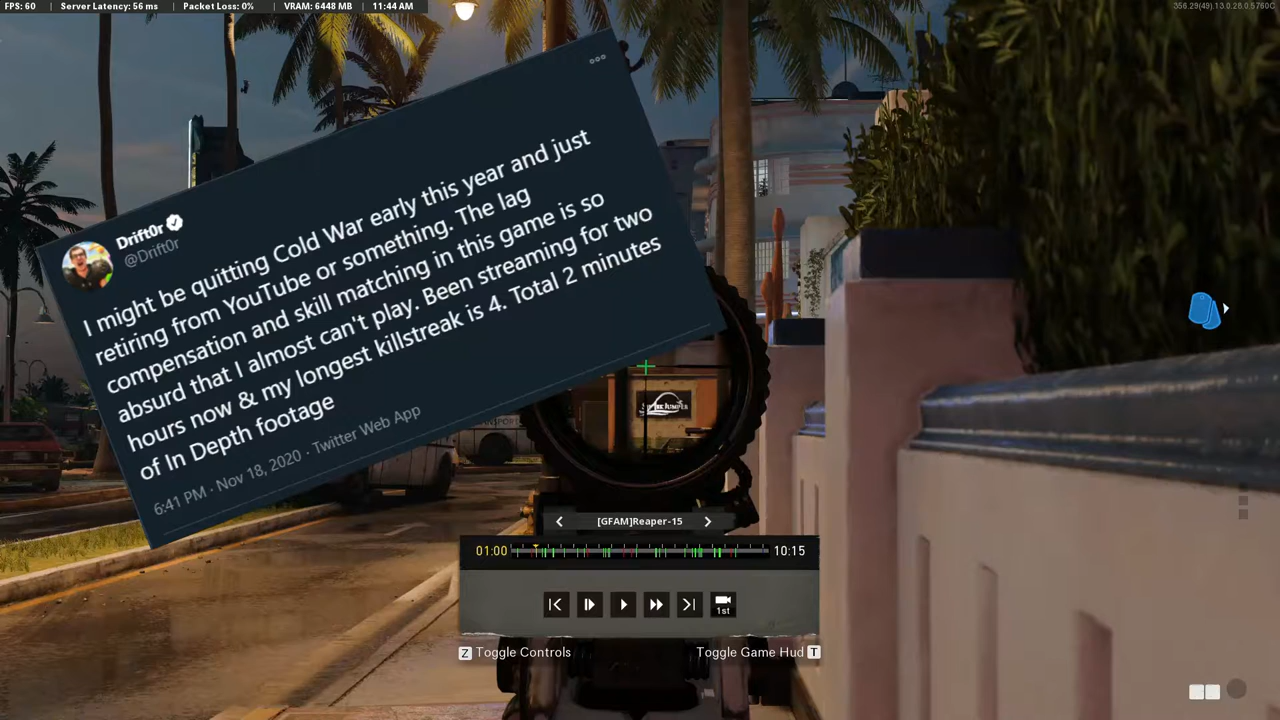 FPS: 60 | Server Latency: 56 ms | Packet Loss: 0% | VRAM: 6448 MB | 11:44 AM
Drift0r
@Drift0r
I might be quitting Cold War early this year and just
retiring from YouTube or something. The lag
compensation and skill matching in this game is so
absurd that I almost can't play. Been streaming for two
hours now & my longest killstreak is 4. Total 2 minutes
of In Depth footage
6:41 PM · Nov 18, 2020 · Twitter Web App
[GFAM]Reaper-15
01:00 10:15
1st
Z Toggle Controls Toggle Game Hud T